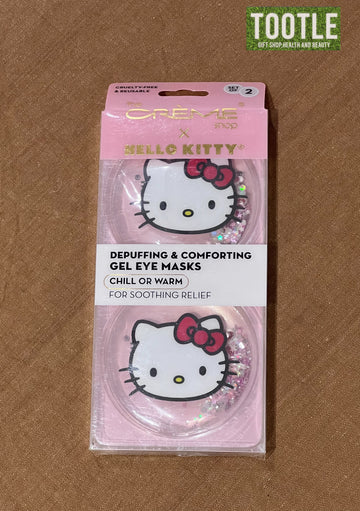 TOOTLE
GIFT SHOP, HEALTH AND BEAUTY
CRUELTY-FREE
& REUSABLE
SET OF 2
THE
CRÈME
shop
X
HELLO KITTY®
DEPUFFING & COMFORTING
GEL EYE MASKS
CHILL OR WARM
FOR SOOTHING RELIEF